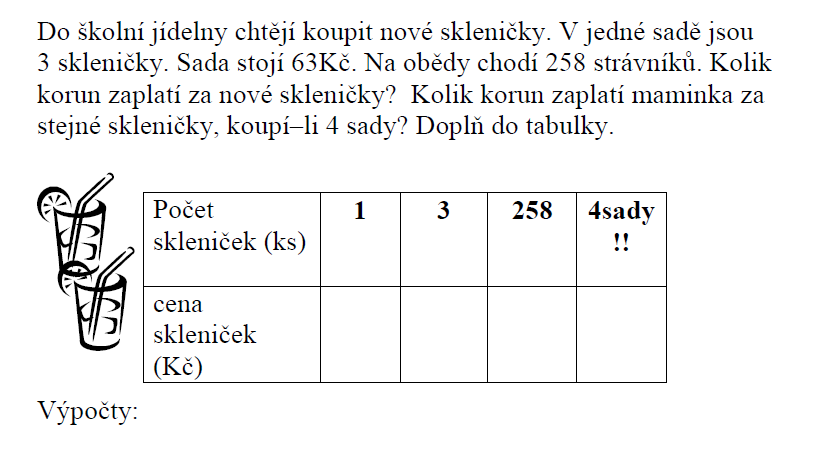 Do školní jídelny chtějí koupit nové skleničky. V jedné sadě jsou
3 skleničky. Sada stojí 63Kč. Na obědy chodí 258 strávníků. Kolik
korun zaplatí za nové skleničky?  Kolik korun zaplatí maminka za
stejné skleničky, koupí–li 4 sady? Doplň do tabulky.
Počet 1 3 258 4sady
skleniček (ks) !!
cena
skleniček
(Kč)
Výpočty: